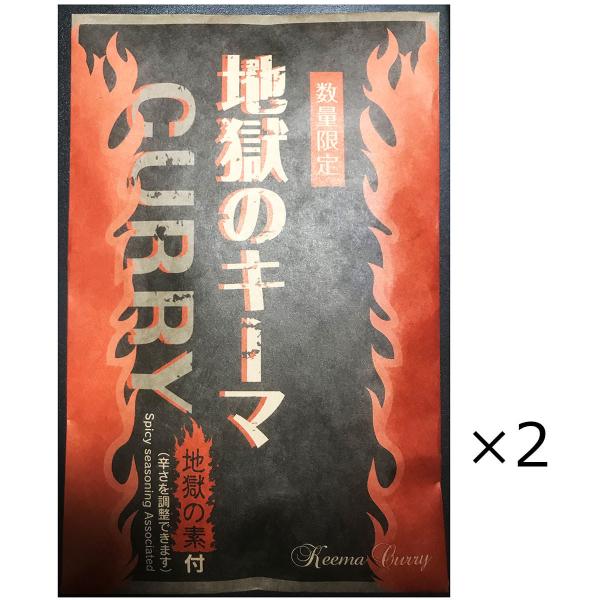 数量限定
地獄のキーマ
CURRY
地獄の素付
(辛さを調整できます)
Spicy seasoning Associated
Keema Curry
×2